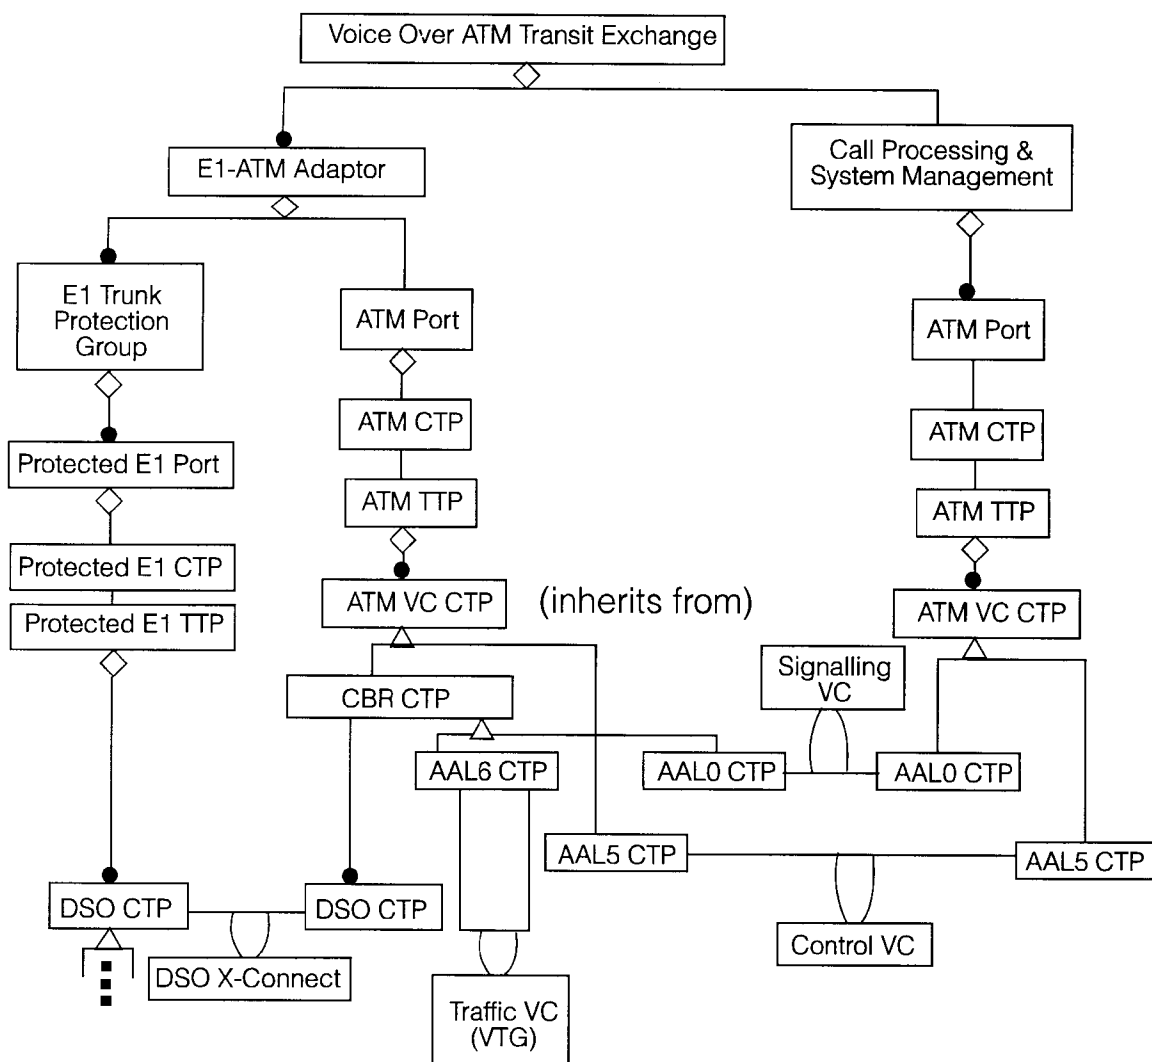 Voice Over ATM Transit Exchange
E1-ATM Adaptor
Call Processing &
System Management
E1 Trunk
Protection
Group
ATM Port
ATM Port
ATM CTP
ATM CTP
Protected E1 Port
ATM TTP
ATM TTP
Protected E1 CTP
Protected E1 TTP
ATM VC CTP
(inherits from)
ATM VC CTP
Signalling
VC
CBR CTP
AAL6 CTP
AAL0 CTP
AAL0 CTP
AAL5 CTP
AAL5 CTP
DSO CTP
DSO CTP
Control VC
DSO X-Connect
Traffic VC
(VTG)